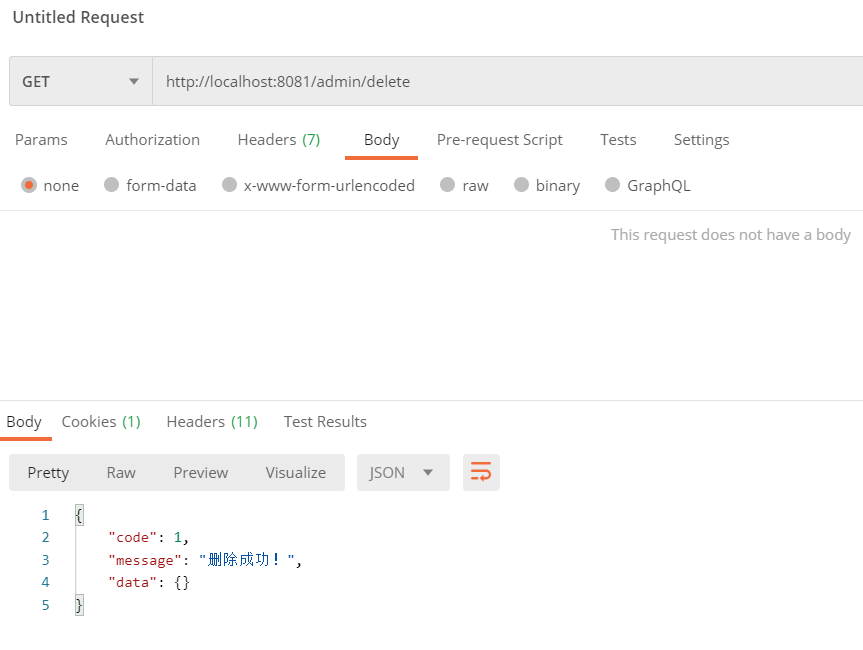 Untitled Request
GET http://localhost:8081/admin/delete
Params Authorization Headers (7) Body Pre-request Script Tests Settings
none form-data x-www-form-urlencoded raw binary GraphQL
This request does not have a body
Body Cookies (1) Headers (11) Test Results
Pretty Raw Preview Visualize JSON
1 {
2 "code": 1,
3 "message": "删除成功！",
4 "data": {}
5 }